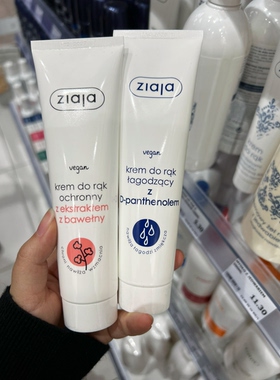 ziaja
vegan
krem do rąk
ochronny
z ekstraktem
z bawełny
ziaja
vegan
krem do rąk
łagodzący
z
D-panthenolem
11.30